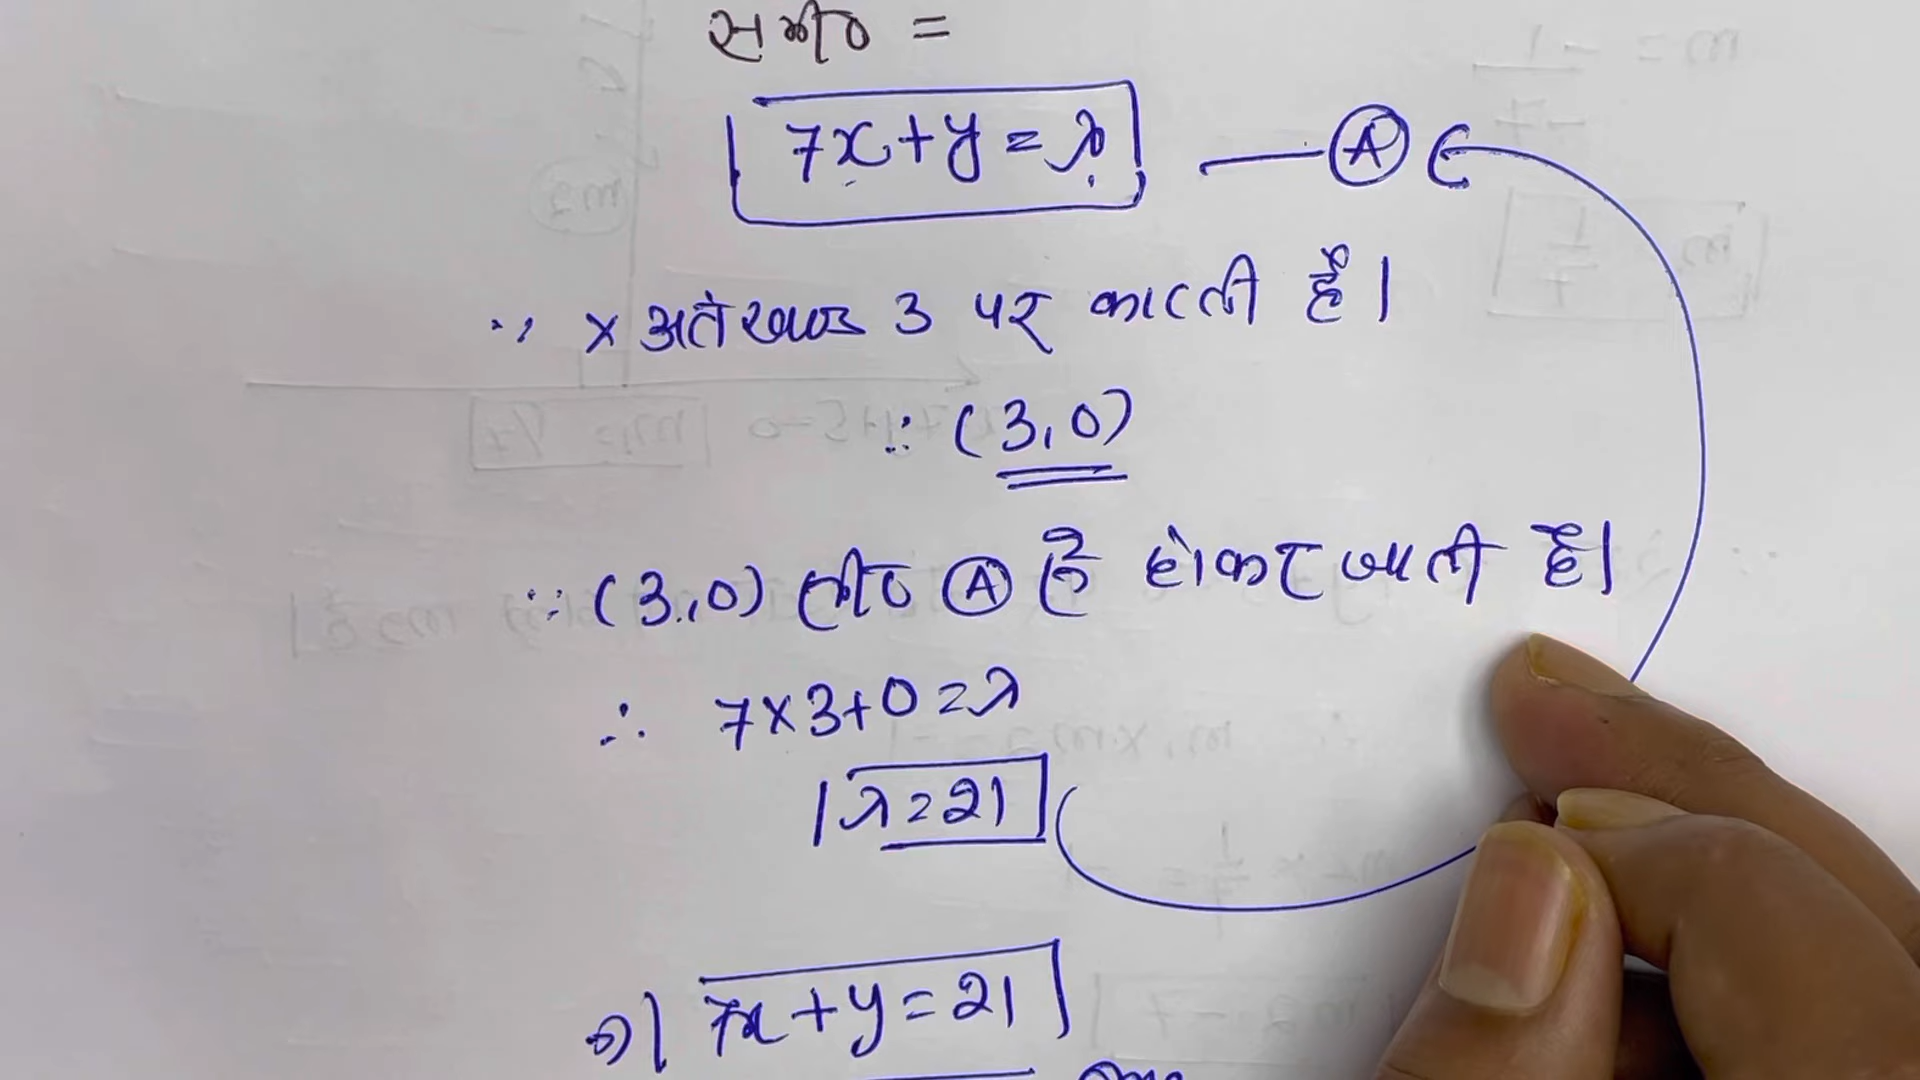 समी० =
7x+y=λ —Ⓐ
∵ x अंतःखण्ड 3 पर काटती है।
∴ (3,0)
∵ (3,0) समी० Ⓐ से होकर जाती है।
∴ 7×3+0=λ
λ=21
7x+y=21